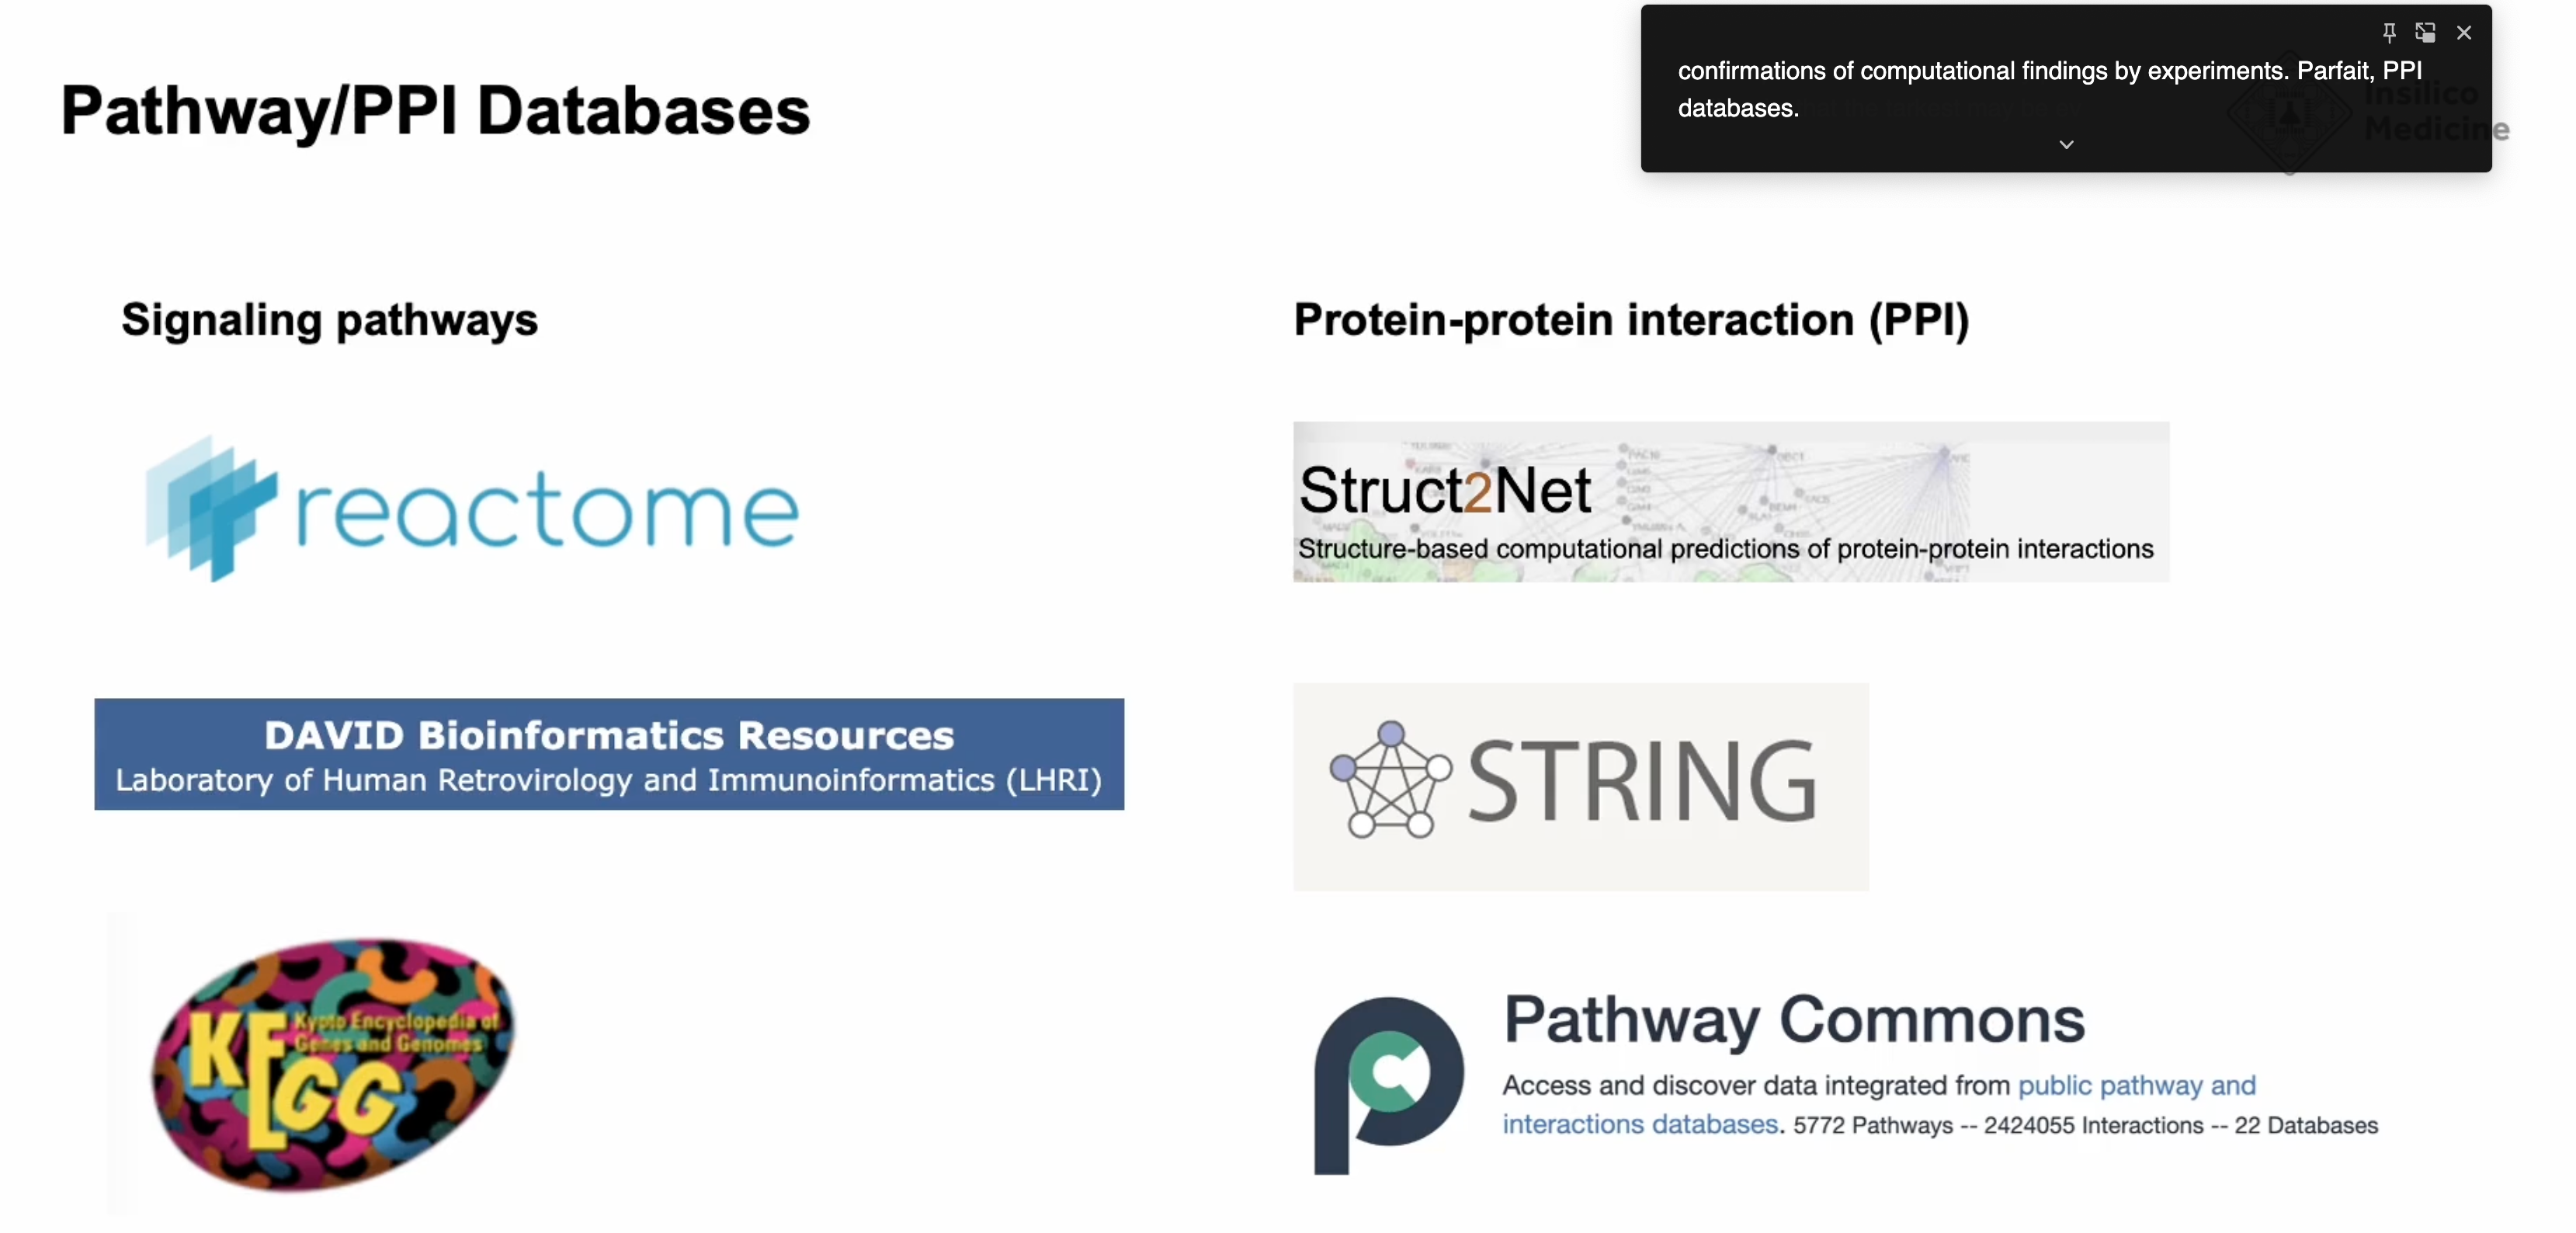 confirmations of computational findings by experiments. Parfait, PPI
databases.
Insilico
Medicine
Pathway/PPI Databases
Signaling pathways
reactome
DAVID Bioinformatics Resources
Laboratory of Human Retrovirology and Immunoinformatics (LHRI)
KEGG
Kyoto Encyclopedia of
Genes and Genomes
Protein-protein interaction (PPI)
Struct2Net
Structure-based computational predictions of protein-protein interactions
STRING
Pathway Commons
Access and discover data integrated from public pathway and
interactions databases. 5772 Pathways -- 2424055 Interactions -- 22 Databases